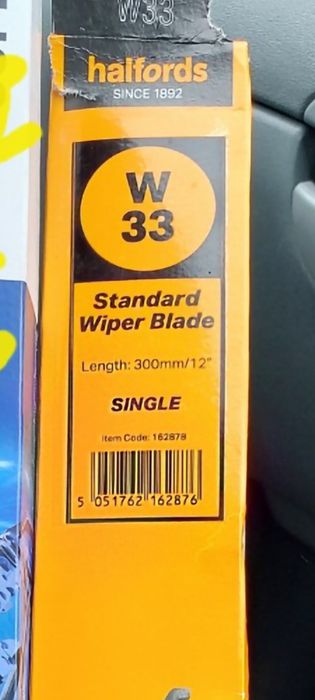 W33
halfords
SINCE 1892
W
33
Standard
Wiper Blade
Length: 300mm/12"
SINGLE
Item Code: 162878
5 051762 162876